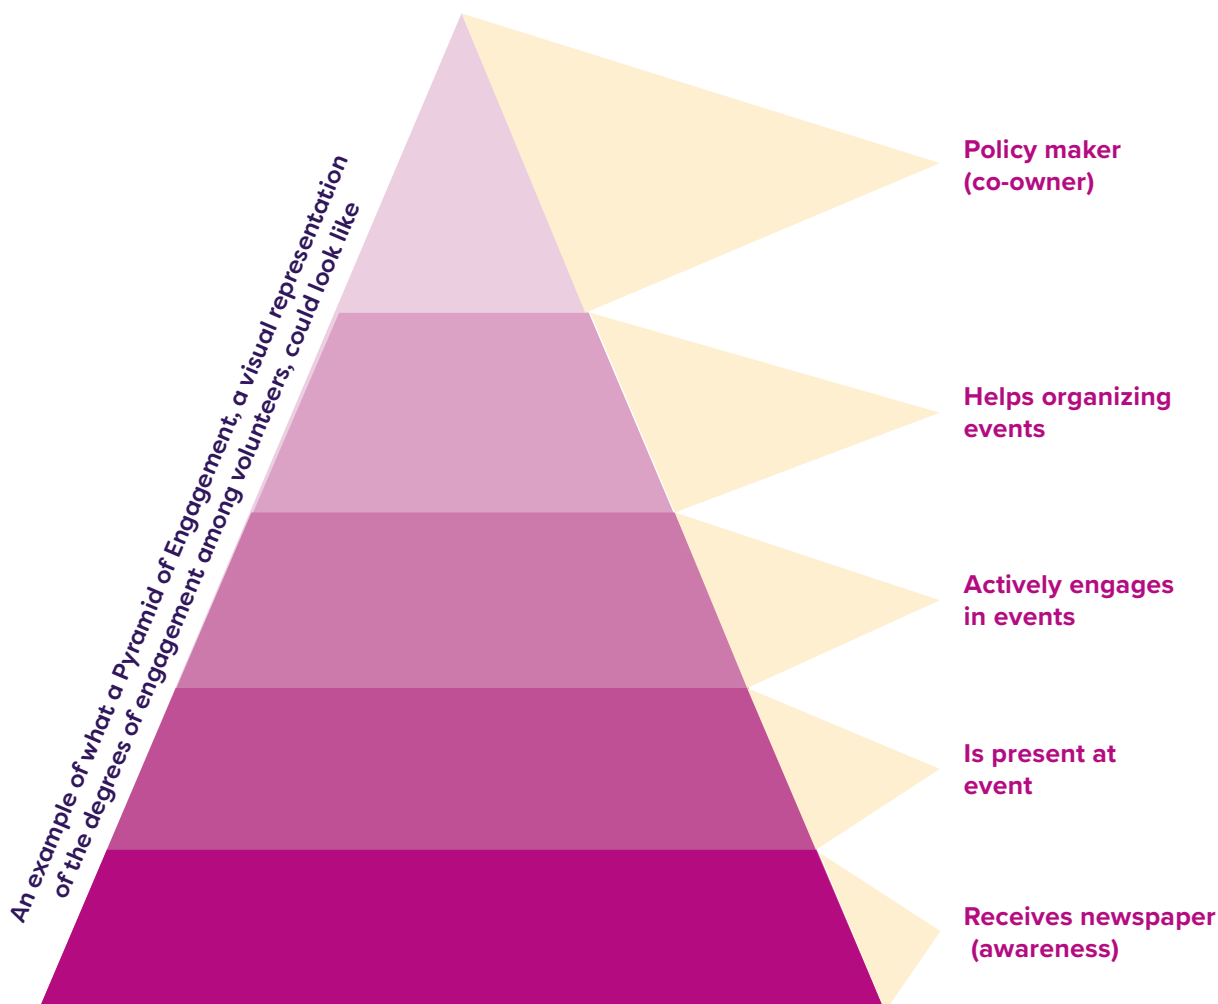 An example of what a Pyramid of Engagement, a visual representation
of the degrees of engagement among volunteers, could look like
Policy maker
(co-owner)
Helps organizing
events
Actively engages
in events
Is present at
event
Receives newspaper
(awareness)